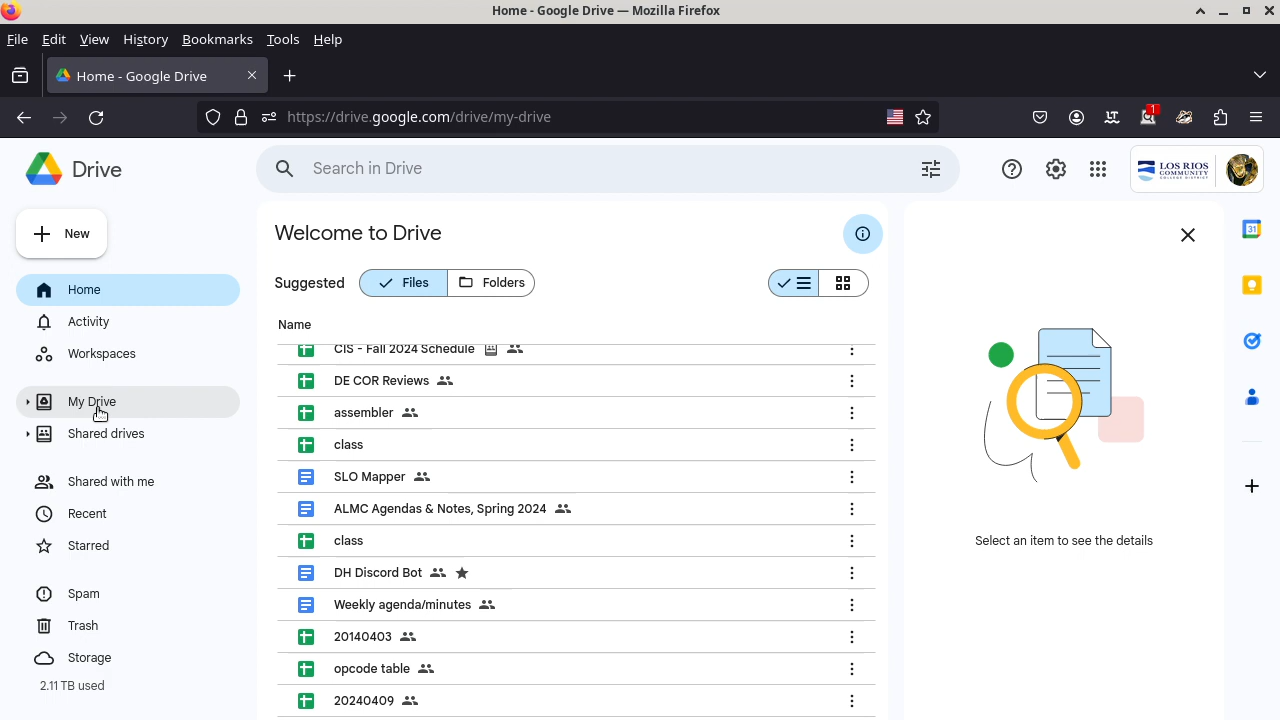 Home - Google Drive — Mozilla Firefox
File Edit View History Bookmarks Tools Help
Home - Google Drive
https://drive.google.com/drive/my-drive
1
Drive
Search in Drive
LOS RIOS
COMMUNITY
COLLEGE DISTRICT
New
Home
Activity
Workspaces
My Drive
Shared drives
Shared with me
Recent
Starred
Spam
Trash
Storage
2.11 TB used
Welcome to Drive
Suggested Files Folders
Name
CIS - Fall 2024 Schedule
DE COR Reviews
assembler
class
SLO Mapper
ALMC Agendas & Notes, Spring 2024
class
DH Discord Bot
Weekly agenda/minutes
20140403
opcode table
20240409
Select an item to see the details
31